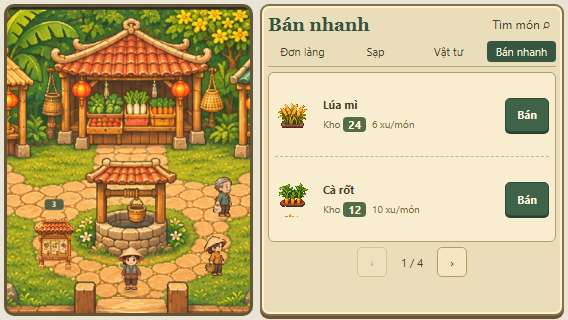 3
Bán nhanh
Tìm món
Đơn làng Sạp Vật tư Bán nhanh
Lúa mì
Kho 24 6 xu/món
Bán
Cà rốt
Kho 12 10 xu/món
Bán
‹ 1 / 4 ›